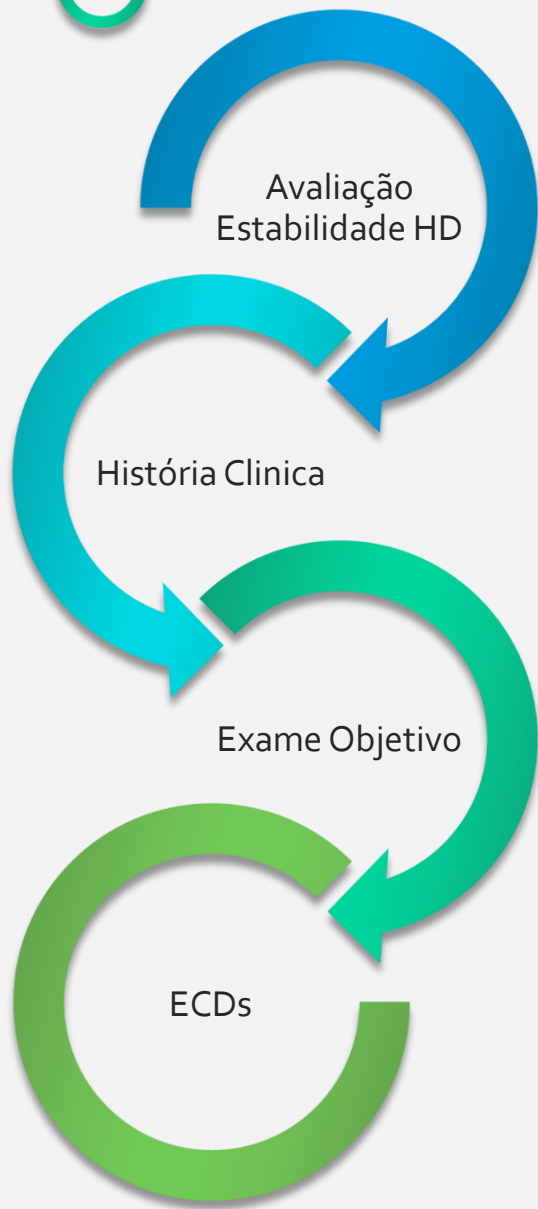 Avaliação
Estabilidade HD
História Clinica
Exame Objetivo
ECDs